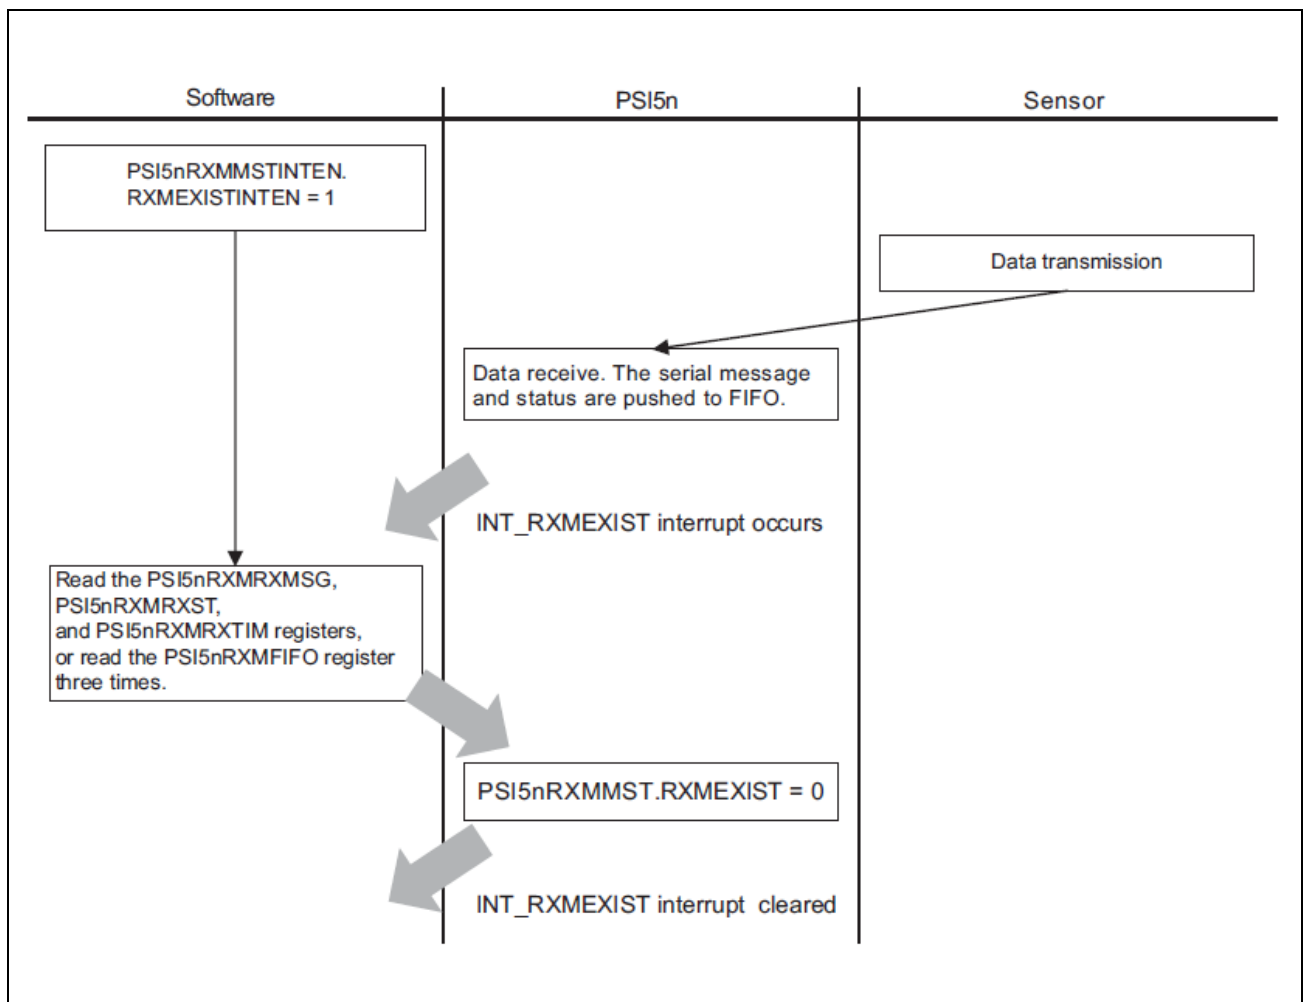 Software
PSI5n
Sensor
PSI5nRXMMSTINTEN.
RXMEXISTINTEN = 1
Data transmission
Data receive. The serial message
and status are pushed to FIFO.
INT_RXMEXIST interrupt occurs
Read the PSI5nRXMRXMSG,
PSI5nRXMRXST,
and PSI5nRXMRXTIM registers,
or read the PSI5nRXMFIFO register
three times.
PSI5nRXMMST.RXMEXIST = 0
INT_RXMEXIST interrupt cleared